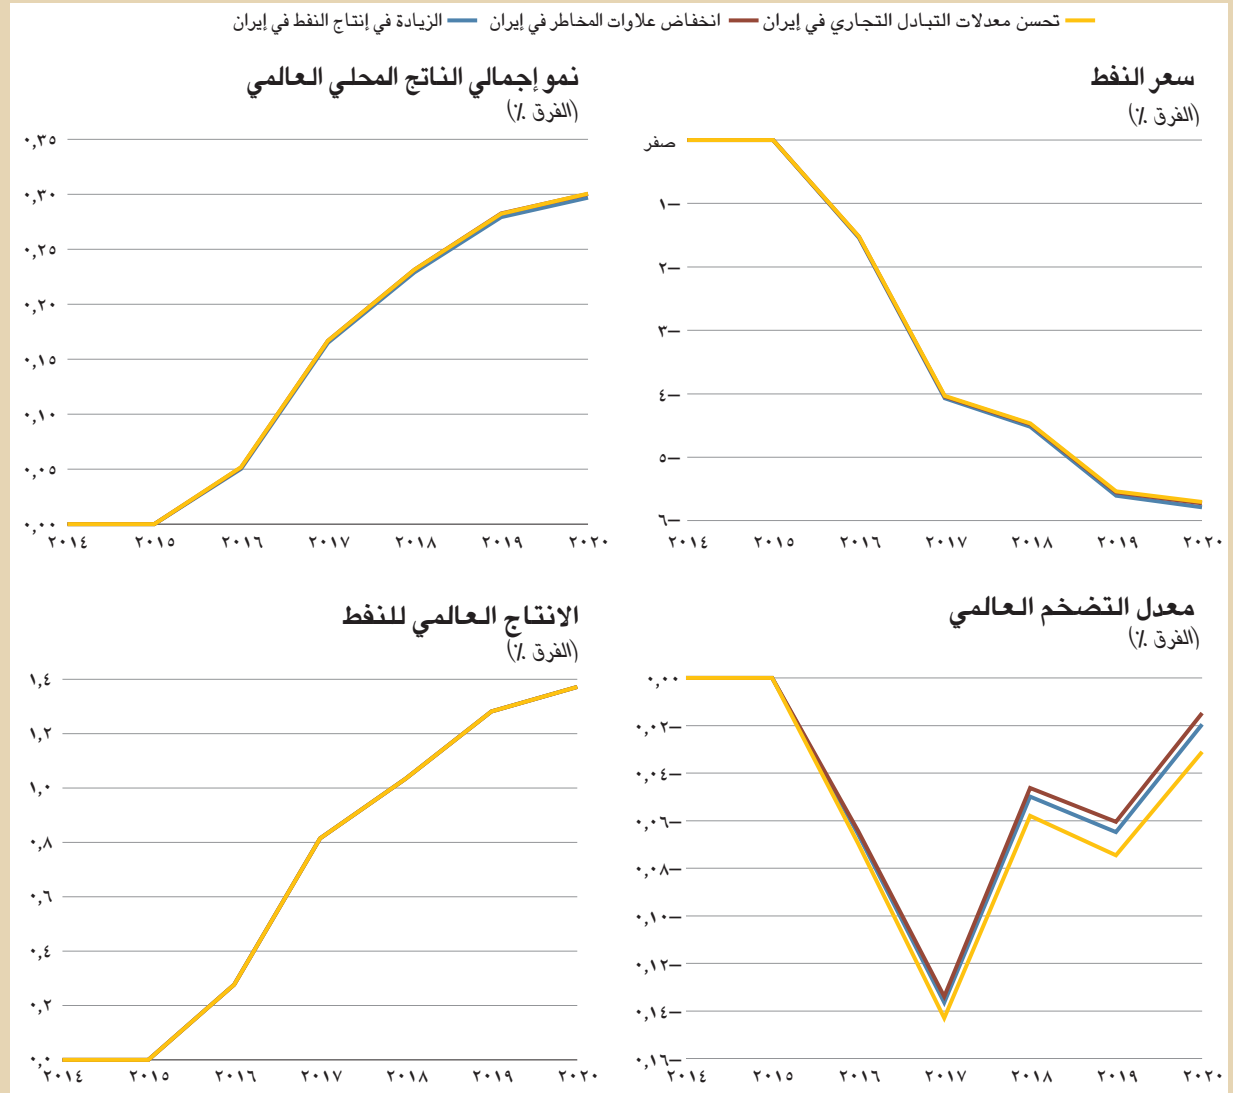 تحسن معدلات التبادل التجاري في إيران انخفاض علاوات المخاطر في إيران الزيادة في إنتاج النفط في إيران
سعر النفط
(الفرق ٪)
صفر
–١
–٢
–٣
–٤
–٥
–٦
٢٠١٤ ٢٠١٥ ٢٠١٦ ٢٠١٧ ٢٠١٨ ٢٠١٩ ٢٠٢٠
نمو إجمالي الناتج المحلي العالمي
(الفرق ٪)
٠,٣٥
٠,٣٠
٠,٢٥
٠,٢٠
٠,١٥
٠,١٠
٠,٠٥
٠,٠٠
٢٠١٤ ٢٠١٥ ٢٠١٦ ٢٠١٧ ٢٠١٨ ٢٠١٩ ٢٠٢٠
معدل التضخم العالمي
(الفرق ٪)
٠,٠٠
–٠,٠٢
–٠,٠٤
–٠,٠٦
–٠,٠٨
–٠,١٠
–٠,١٢
–٠,١٤
–٠,١٦
٢٠١٤ ٢٠١٥ ٢٠١٦ ٢٠١٧ ٢٠١٨ ٢٠١٩ ٢٠٢٠
الانتاج العالمي للنفط
(الفرق ٪)
١,٤
١,٢
١,٠
٠,٨
٠,٦
٠,٤
٠,٢
٠,٠
٢٠١٤ ٢٠١٥ ٢٠١٦ ٢٠١٧ ٢٠١٨ ٢٠١٩ ٢٠٢٠